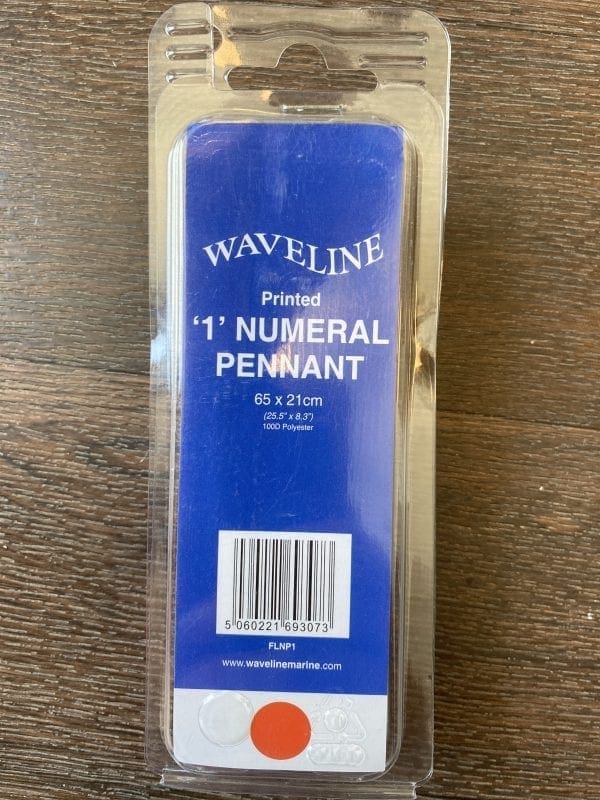 WAVELINE
Printed
‘1’ NUMERAL
PENNANT
65 x 21cm
(25.5" x 8.3")
100D Polyester
5 060221 693073
FLNP1
www.wavelinemarine.com